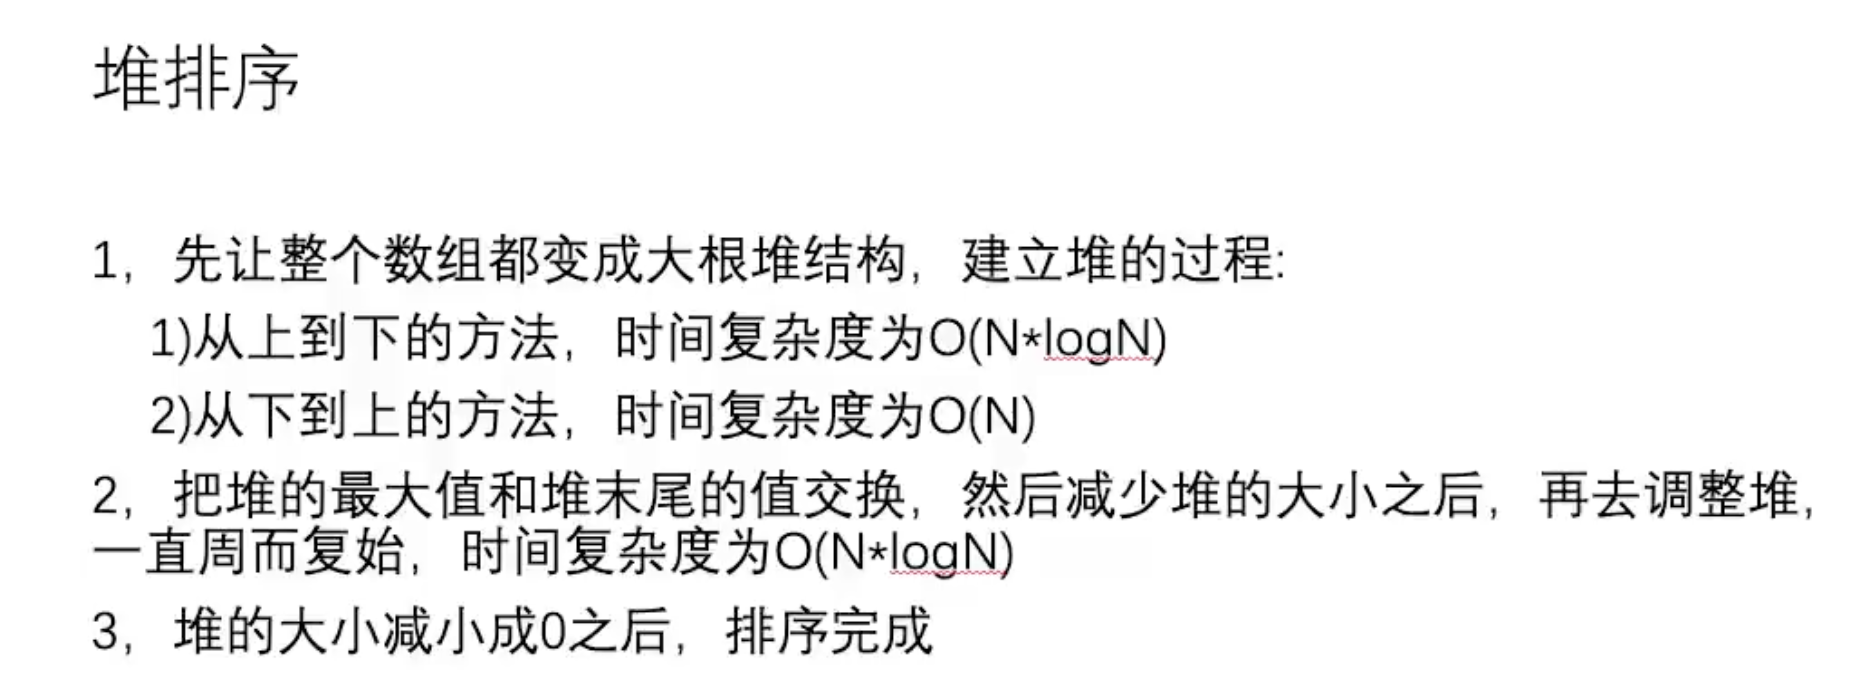 堆排序
1，先让整个数组都变成大根堆结构，建立堆的过程:
1)从上到下的方法，时间复杂度为O(N*logN)
2)从下到上的方法，时间复杂度为O(N)
2，把堆的最大值和堆末尾的值交换，然后减少堆的大小之后，再去调整堆，
一直周而复始，时间复杂度为O(N*logN)
3，堆的大小减小成0之后，排序完成